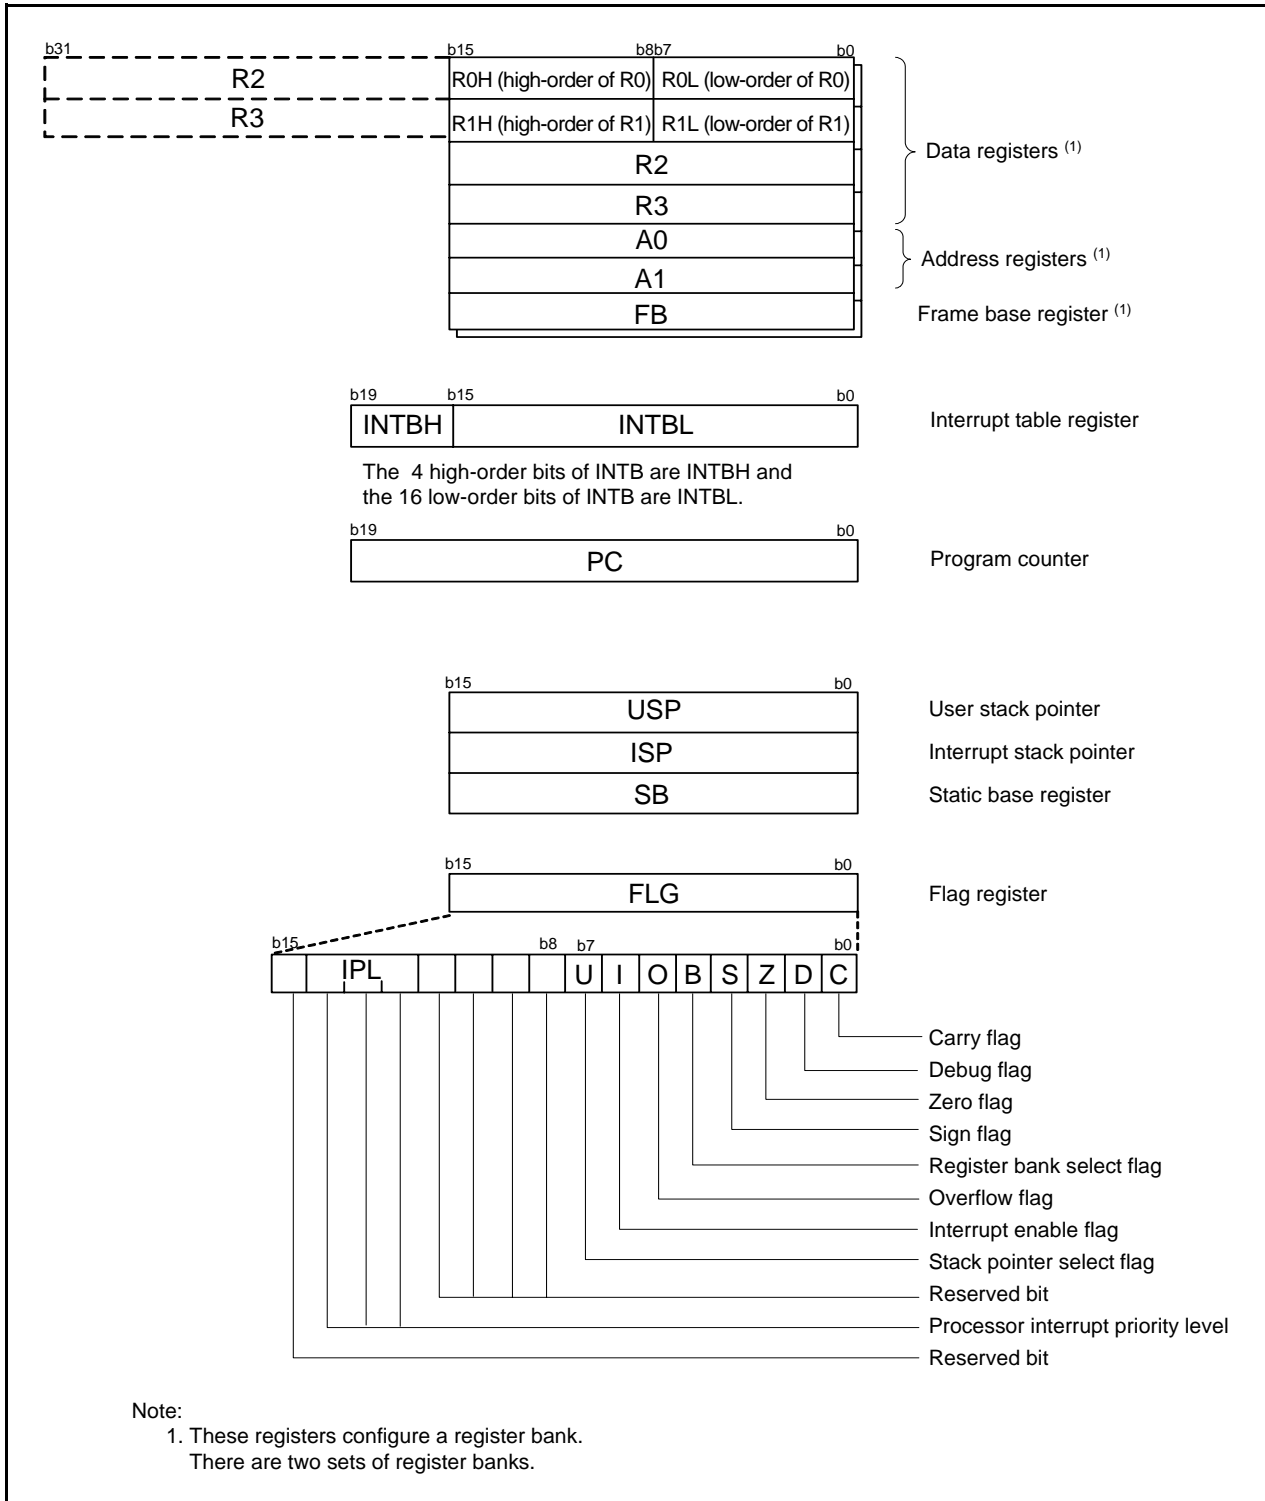 b31 b15 b8b7 b0
R2 R0H (high-order of R0) R0L (low-order of R0)
R3 R1H (high-order of R1) R1L (low-order of R1)
R2
Data registers (1)
R3
A0
A1
Address registers (1)
FB
Frame base register (1)
b19 b15 b0
INTBH INTBL Interrupt table register
The 4 high-order bits of INTB are INTBH and
the 16 low-order bits of INTB are INTBL.
b19 b0
PC Program counter
b15 b0
USP User stack pointer
ISP Interrupt stack pointer
SB Static base register
b15 b0
FLG Flag register
b15 b8 b7 b0
IPL U I O B S Z D C
Carry flag
Debug flag
Zero flag
Sign flag
Register bank select flag
Overflow flag
Interrupt enable flag
Stack pointer select flag
Reserved bit
Processor interrupt priority level
Reserved bit
Note:
1. These registers configure a register bank.
There are two sets of register banks.